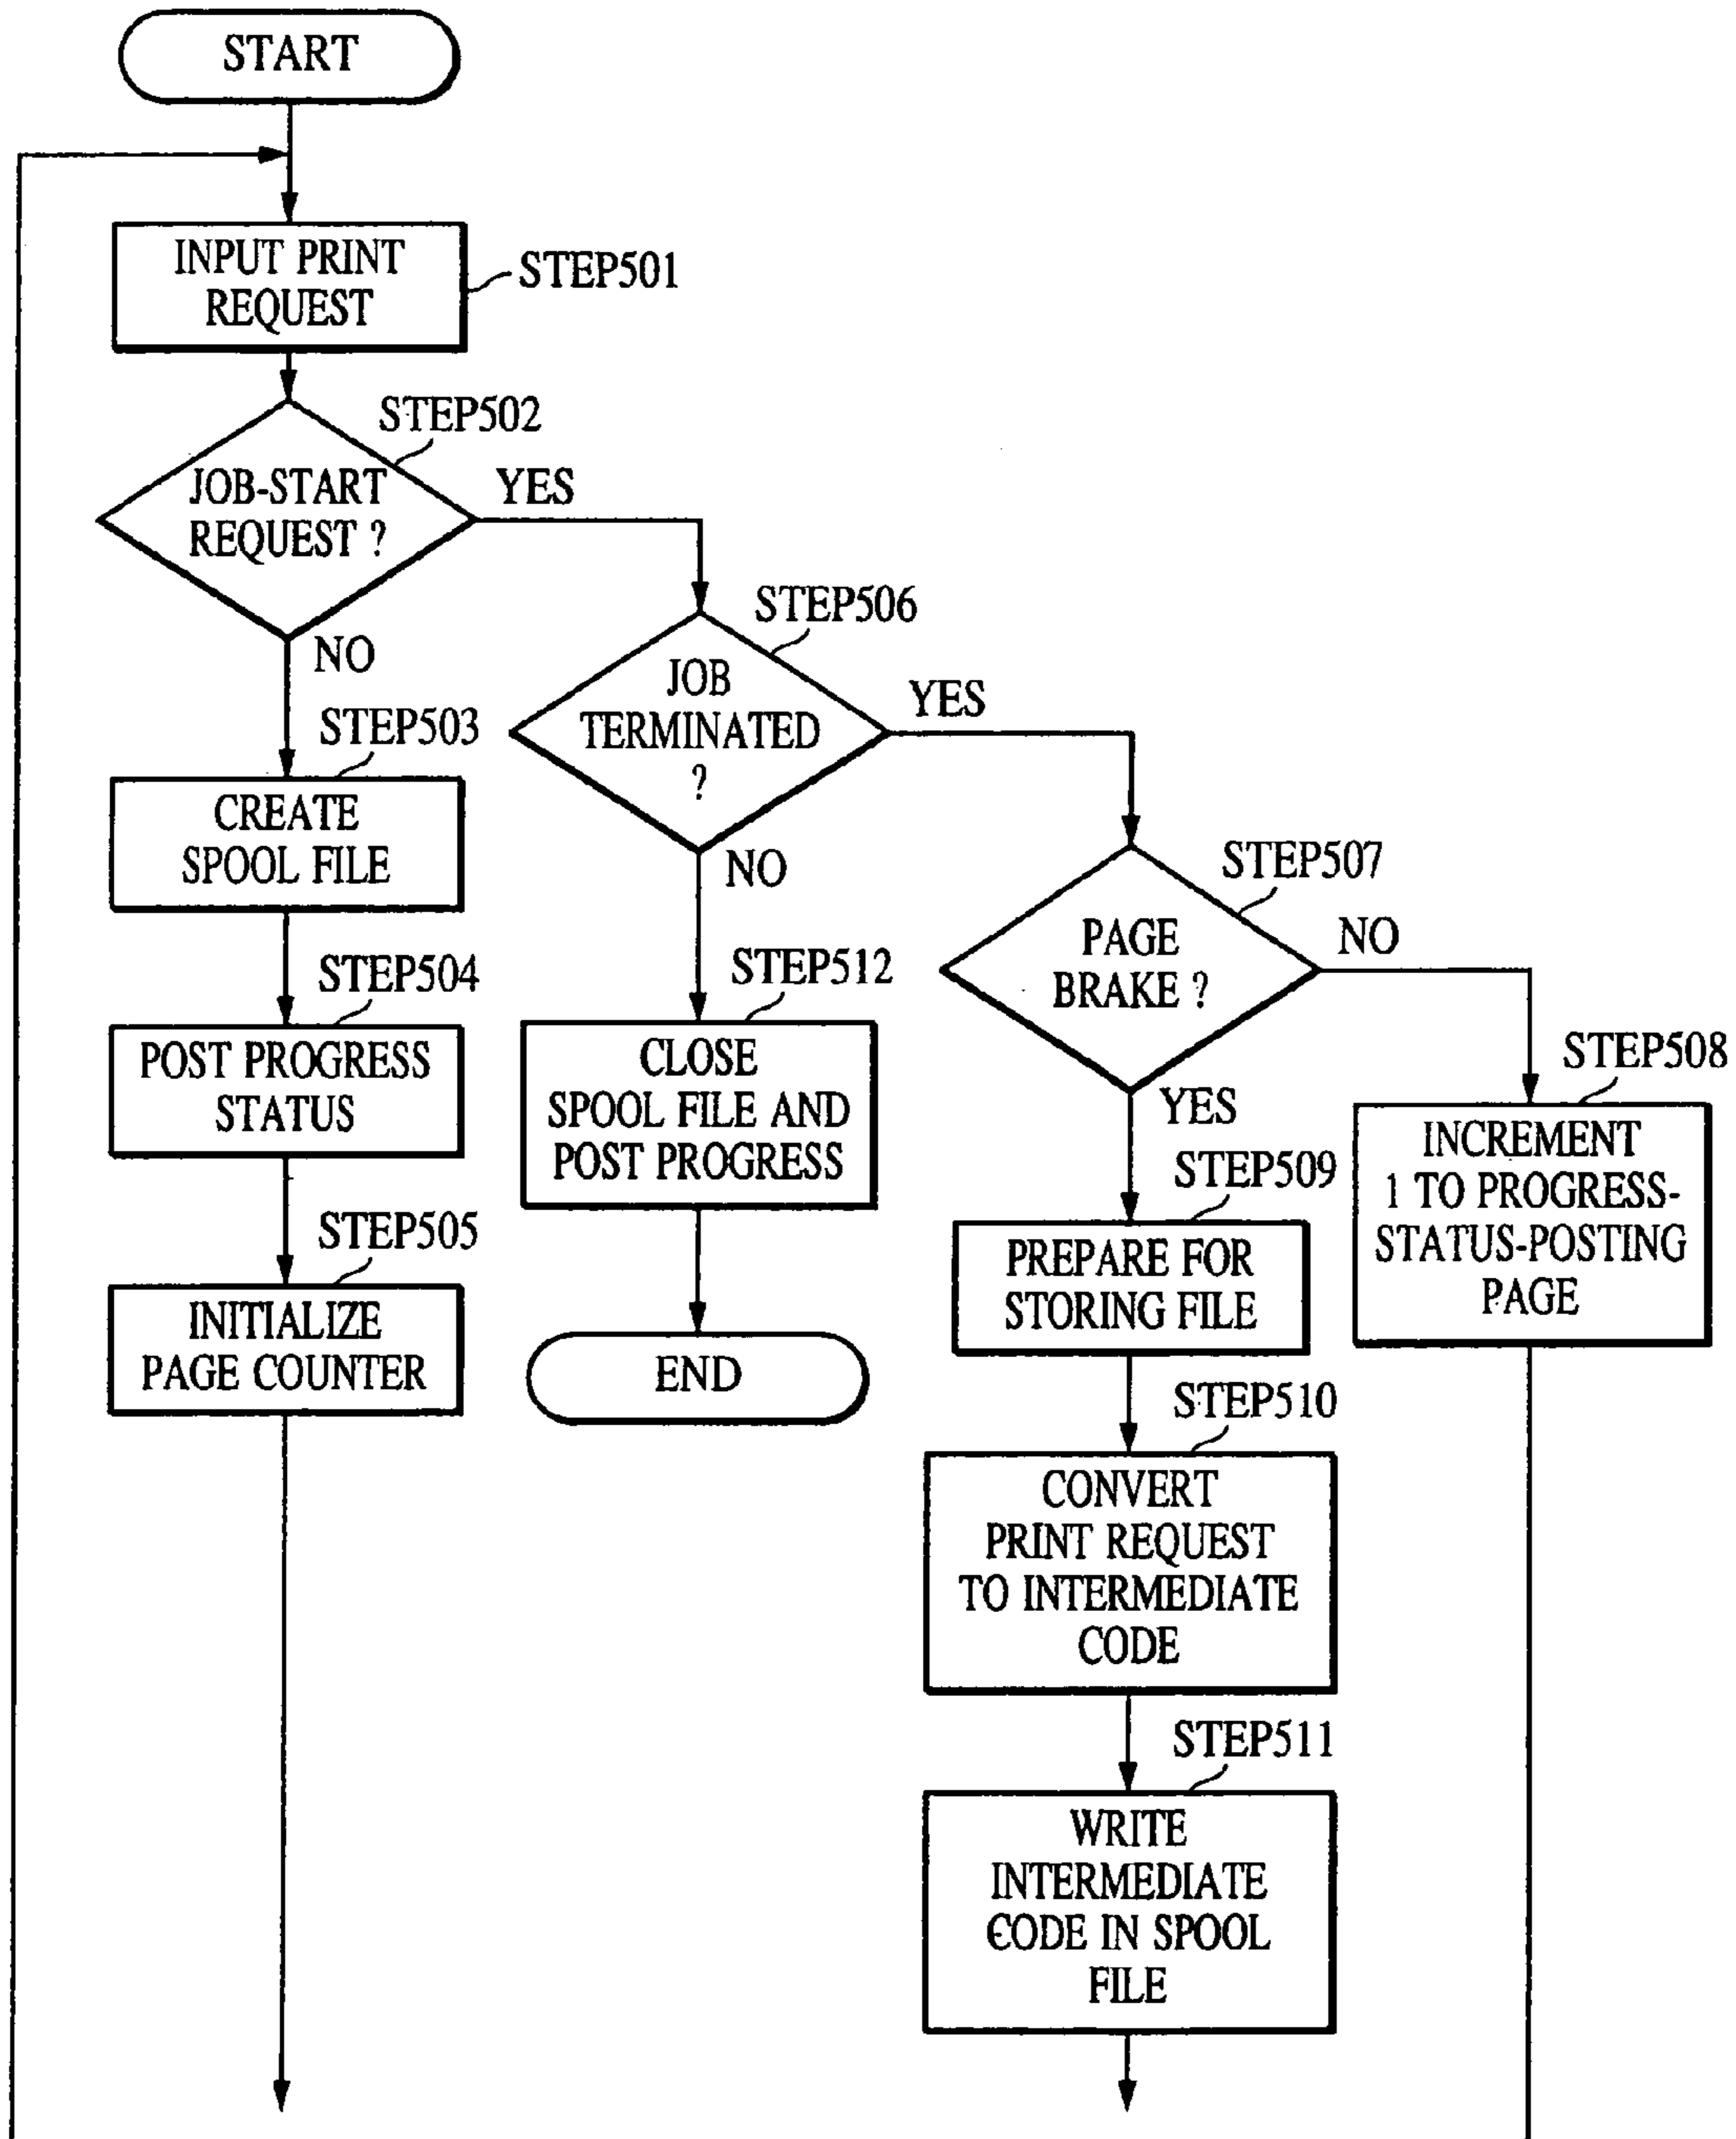 START
INPUT PRINT
REQUEST
STEP501
STEP502
JOB-START
REQUEST ?
YES
NO
STEP503
CREATE
SPOOL FILE
STEP504
POST PROGRESS
STATUS
STEP505
INITIALIZE
PAGE COUNTER
STEP506
JOB
TERMINATED
?
YES
NO
STEP512
CLOSE
SPOOL FILE AND
POST PROGRESS
END
STEP507
PAGE
BRAKE ?
NO
YES
STEP508
INCREMENT
1 TO PROGRESS-
STATUS-POSTING
PAGE
STEP509
PREPARE FOR
STORING FILE
STEP510
CONVERT
PRINT REQUEST
TO INTERMEDIATE
CODE
STEP511
WRITE
INTERMEDIATE
CODE IN SPOOL
FILE